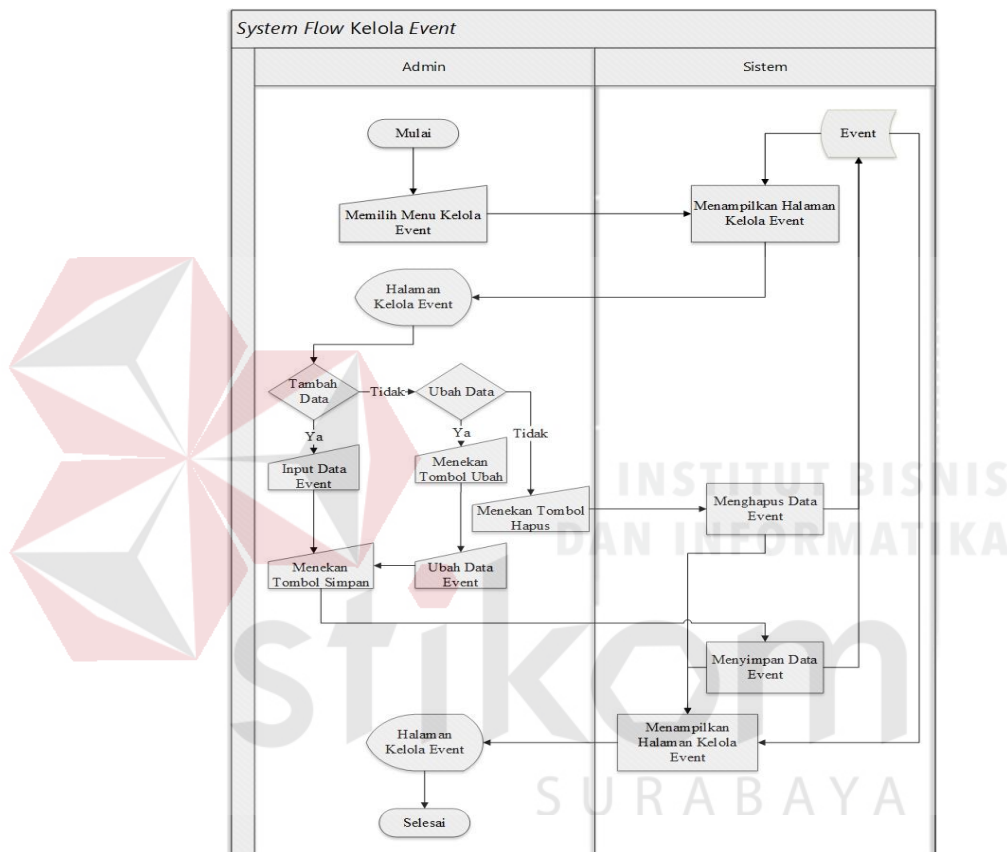 System Flow Kelola Event
Admin
Sistem
Mulai
Event
Memilih Menu Kelola
Event
Menampilkan Halaman
Kelola Event
Halaman
Kelola Event
Tambah
Data
Tidak
Ubah Data
Ya
Ya
Tidak
Input Data
Event
Menekan
Tombol Ubah
Menekan Tombol
Hapus
Menghapus Data
Event
INSTITUT BISNIS
DAN INFORMATIKA
Menekan
Tombol Simpan
Ubah Data
Event
stikom
Menyimpan Data
Event
Halaman
Kelola Event
Menampilkan
Halaman Kelola
Event
SURABAYA
Selesai